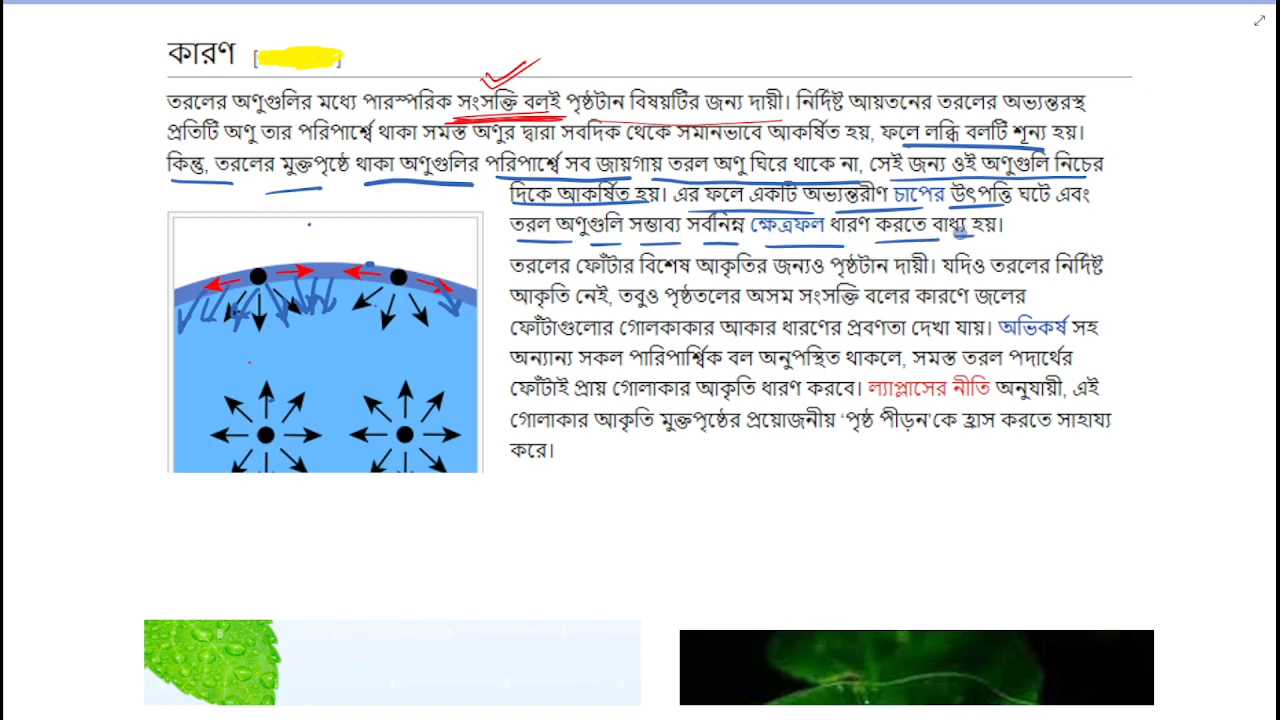 কারণ [ ]
তরলের অণুগুলির মধ্যে পারস্পরিক সংসক্তি বলই পৃষ্ঠটান বিষয়টির জন্য দায়ী। নির্দিষ্ট আয়তনের তরলের অভ্যন্তরস্থ
প্রতিটি অণু তার পরিপার্শ্বে থাকা সমস্ত অণুর দ্বারা সবদিক থেকে সমানভাবে আকর্ষিত হয়, ফলে লব্ধি বলটি শূন্য হয়।
কিন্তু, তরলের মুক্তপৃষ্ঠে থাকা অণুগুলির পরিপার্শ্বে সব জায়গায় তরল অণু ঘিরে থাকে না, সেই জন্য ওই অণুগুলি নিচের
দিকে আকর্ষিত হয়। এর ফলে একটি অভ্যন্তরীণ চাপের উৎপত্তি ঘটে এবং
তরল অণুগুলি সম্ভাব্য সর্বনিম্ন ক্ষেত্রফল ধারণ করতে বাধ্য হয়।
তরলের ফোঁটার বিশেষ আকৃতির জন্যও পৃষ্ঠটান দায়ী। যদিও তরলের নির্দিষ্ট
আকৃতি নেই, তবুও পৃষ্ঠতলের অসম সংসক্তি বলের কারণে জলের
ফোঁটাগুলোর গোলকাকার আকার ধারণের প্রবণতা দেখা যায়। অভিকর্ষ সহ
অন্যান্য সকল পারিপার্শ্বিক বল অনুপস্থিত থাকলে, সমস্ত তরল পদার্থের
ফোঁটাই প্রায় গোলাকার আকৃতি ধারণ করবে। ল্যাপ্লাসের নীতি অনুযায়ী, এই
গোলাকার আকৃতি মুক্তপৃষ্ঠের প্রয়োজনীয় ‘পৃষ্ঠ পীড়ন’কে হ্রাস করতে সাহায্য
করে।